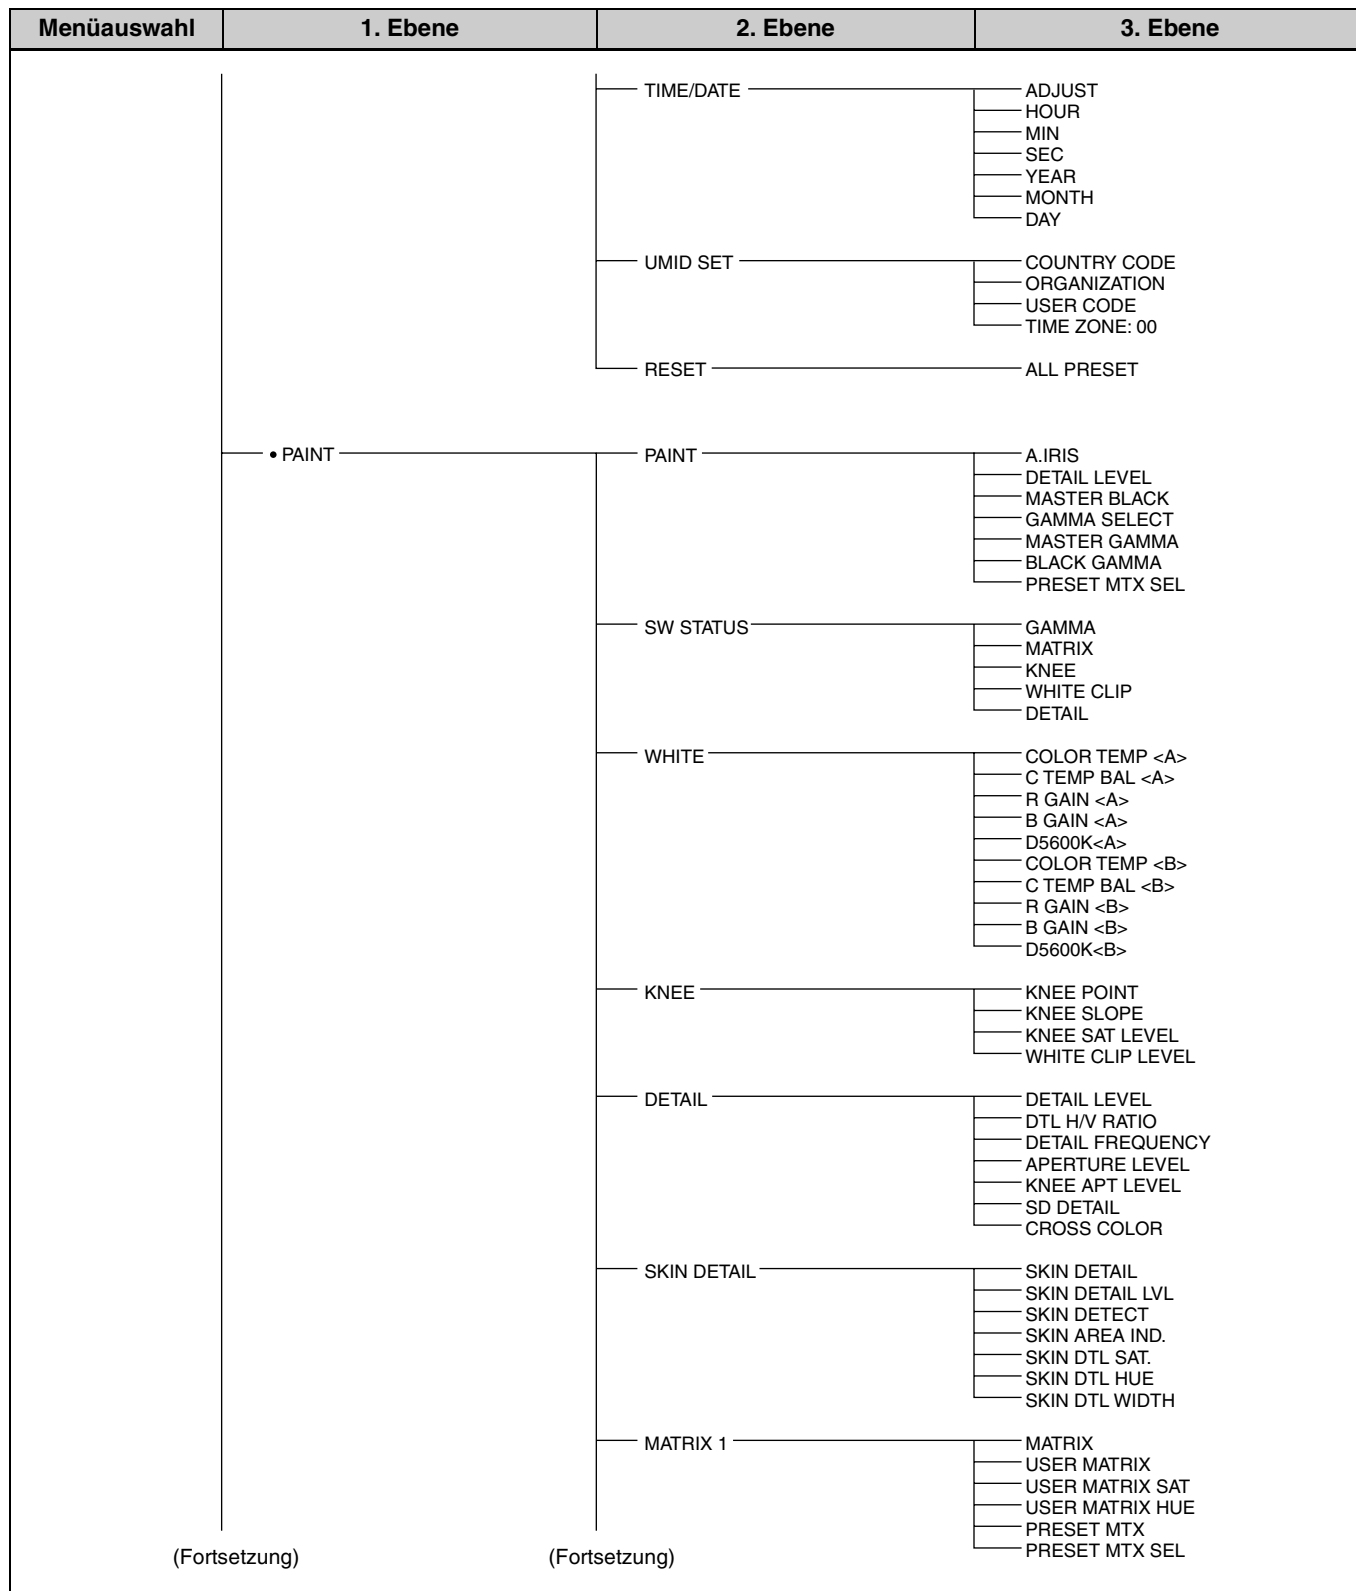 Menüauswahl 1. Ebene 2. Ebene 3. Ebene
TIME/DATE ADJUST
HOUR
MIN
SEC
YEAR
MONTH
DAY
UMID SET COUNTRY CODE
ORGANIZATION
USER CODE
TIME ZONE: 00
RESET ALL PRESET
• PAINT PAINT A.IRIS
DETAIL LEVEL
MASTER BLACK
GAMMA SELECT
MASTER GAMMA
BLACK GAMMA
PRESET MTX SEL
SW STATUS GAMMA
MATRIX
KNEE
WHITE CLIP
DETAIL
WHITE COLOR TEMP <A>
C TEMP BAL <A>
R GAIN <A>
B GAIN <A>
D5600K<A>
COLOR TEMP <B>
C TEMP BAL <B>
R GAIN <B>
B GAIN <B>
D5600K<B>
KNEE KNEE POINT
KNEE SLOPE
KNEE SAT LEVEL
WHITE CLIP LEVEL
DETAIL DETAIL LEVEL
DTL H/V RATIO
DETAIL FREQUENCY
APERTURE LEVEL
KNEE APT LEVEL
SD DETAIL
CROSS COLOR
SKIN DETAIL SKIN DETAIL
SKIN DETAIL LVL
SKIN DETECT
SKIN AREA IND.
SKIN DTL SAT.
SKIN DTL HUE
SKIN DTL WIDTH
MATRIX 1 MATRIX
USER MATRIX
USER MATRIX SAT
USER MATRIX HUE
PRESET MTX
PRESET MTX SEL
(Fortsetzung) (Fortsetzung)